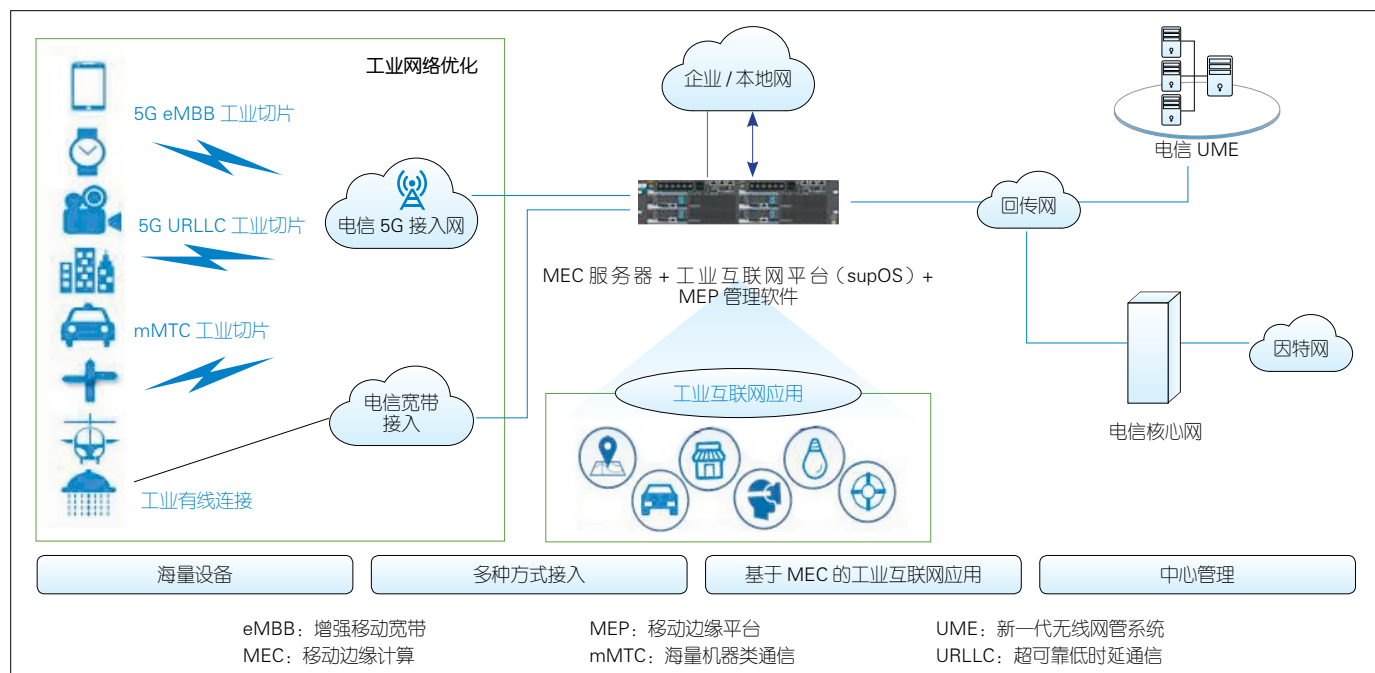 工业网络优化
5G eMBB 工业切片
5G URLLC 工业切片
mMTC 工业切片
工业有线连接
电信 5G 接入网
电信宽带
接入
企业 / 本地网
MEC 服务器 + 工业互联网平台（supOS）+
MEP 管理软件
工业互联网应用
回传网
电信 UME
电信核心网
因特网
海量设备
多种方式接入
基于 MEC 的工业互联网应用
中心管理
eMBB：增强移动宽带
MEP：移动边缘平台
UME：新一代无线网管系统
MEC：移动边缘计算
mMTC：海量机器类通信
URLLC：超可靠低时延通信